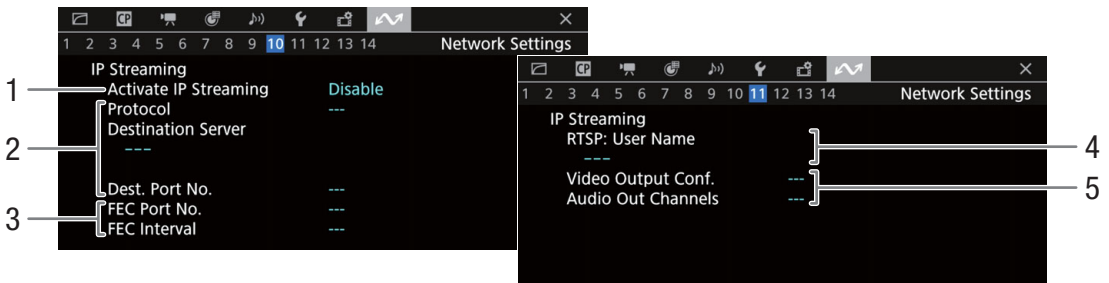 CP
×
1 2 3 4 5 6 7 8 9 10 11 12 13 14 Network Settings
IP Streaming
1 Activate IP Streaming Disable
Protocol ---
2 Destination Server
---
Dest. Port No. ---
3 FEC Port No. ---
FEC Interval ---
CP
×
1 2 3 4 5 6 7 8 9 10 11 12 13 14 Network Settings
IP Streaming
RTSP: User Name 4
---
Video Output Conf. --- 5
Audio Out Channels ---